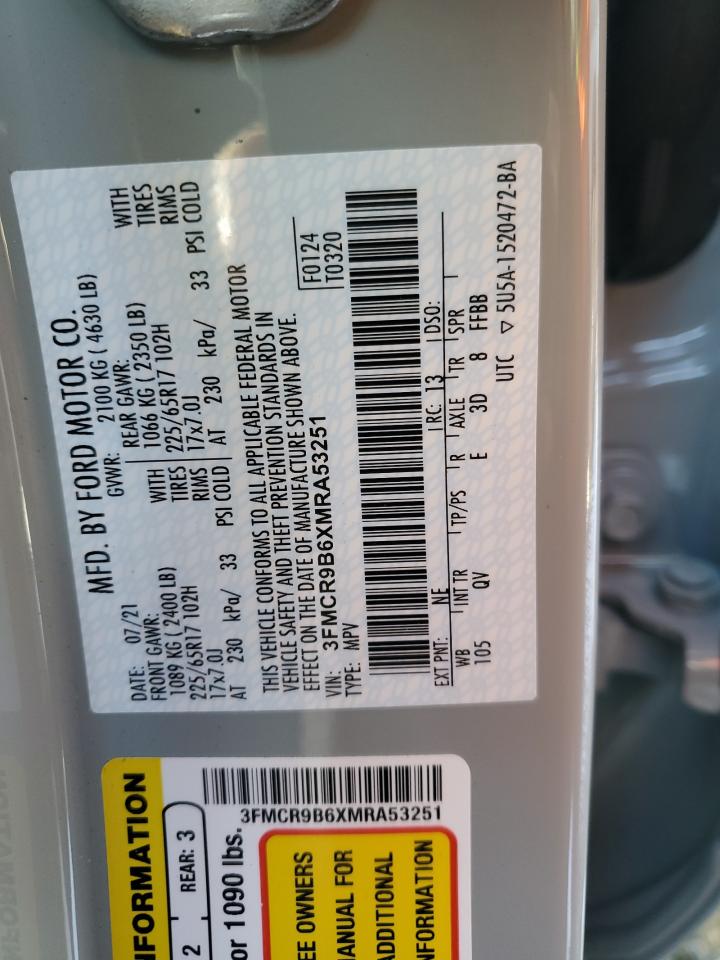 MFD. BY FORD MOTOR CO.
DATE: 07/21 GVWR: 2100 KG ( 4630 LB)
FRONT GAWR: REAR GAWR:
1089 KG ( 2400 LB) WITH 1066 KG ( 2350 LB) WITH
225/65R17 102H TIRES 225/65R17 102H TIRES
17x7.0J RIMS 17x7.0J RIMS
AT 230 kPa/ 33 PSI COLD AT 230 kPa/ 33 PSI COLD
THIS VEHICLE CONFORMS TO ALL APPLICABLE FEDERAL MOTOR
VEHICLE SAFETY AND THEFT PREVENTION STANDARDS IN
EFFECT ON THE DATE OF MANUFACTURE SHOWN ABOVE.
VIN: 3FMCR9B6XMRA53251 F0124
TYPE: MPV T0320
EXT PNT: NE RC: 13 DSO:
WB INT TR TP/PS R AXLE TR SPR
105 QV E 3D 8 FFBB
UTC ▽ 5U5A-1520472-BA
NFORMATION
2 REAR: 3
or 1090 lbs.
3FMCR9B6XMRA53251
EE OWNERS
ANUAL FOR
ADDITIONAL
NFORMATION